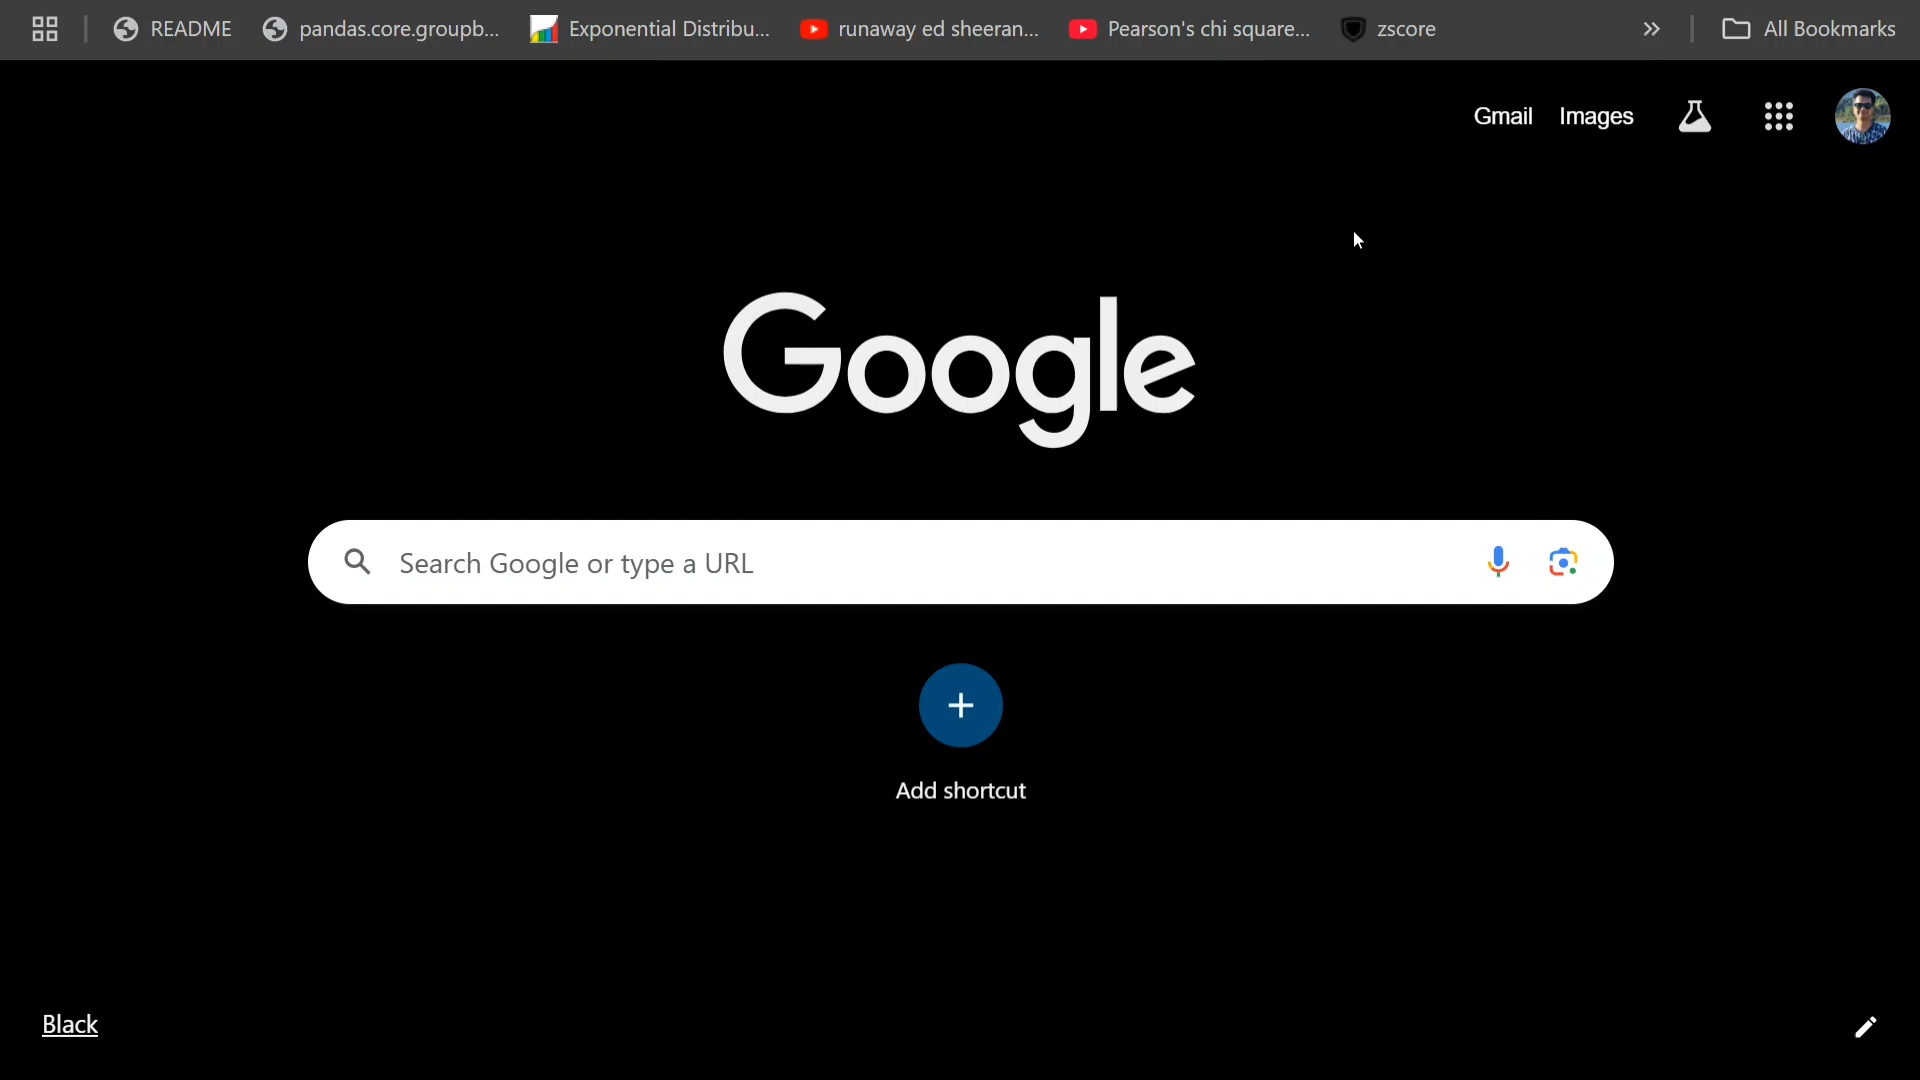 README pandas.core.groupb... Exponential Distribu... runaway ed sheeran... Pearson's chi square... zscore All Bookmarks
Gmail Images
Google
Search Google or type a URL
Add shortcut
Black